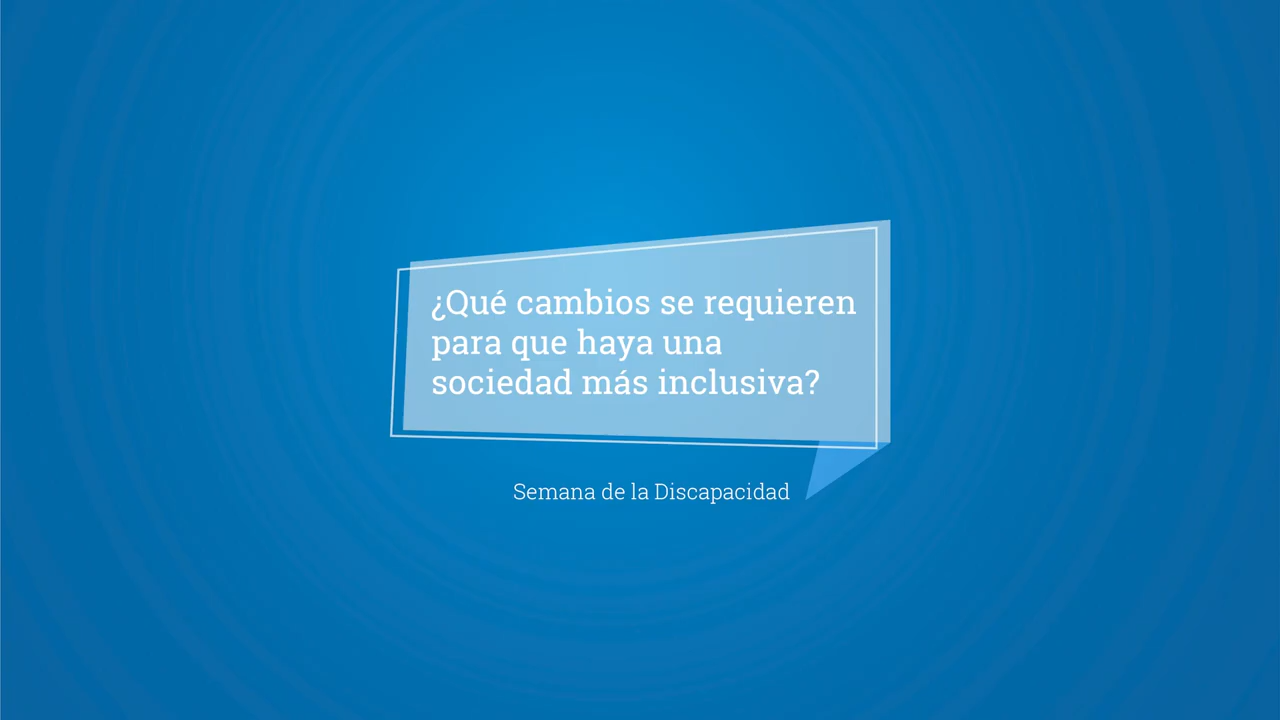 ¿Qué cambios se requieren
para que haya una
sociedad más inclusiva?
Semana de la Discapacidad